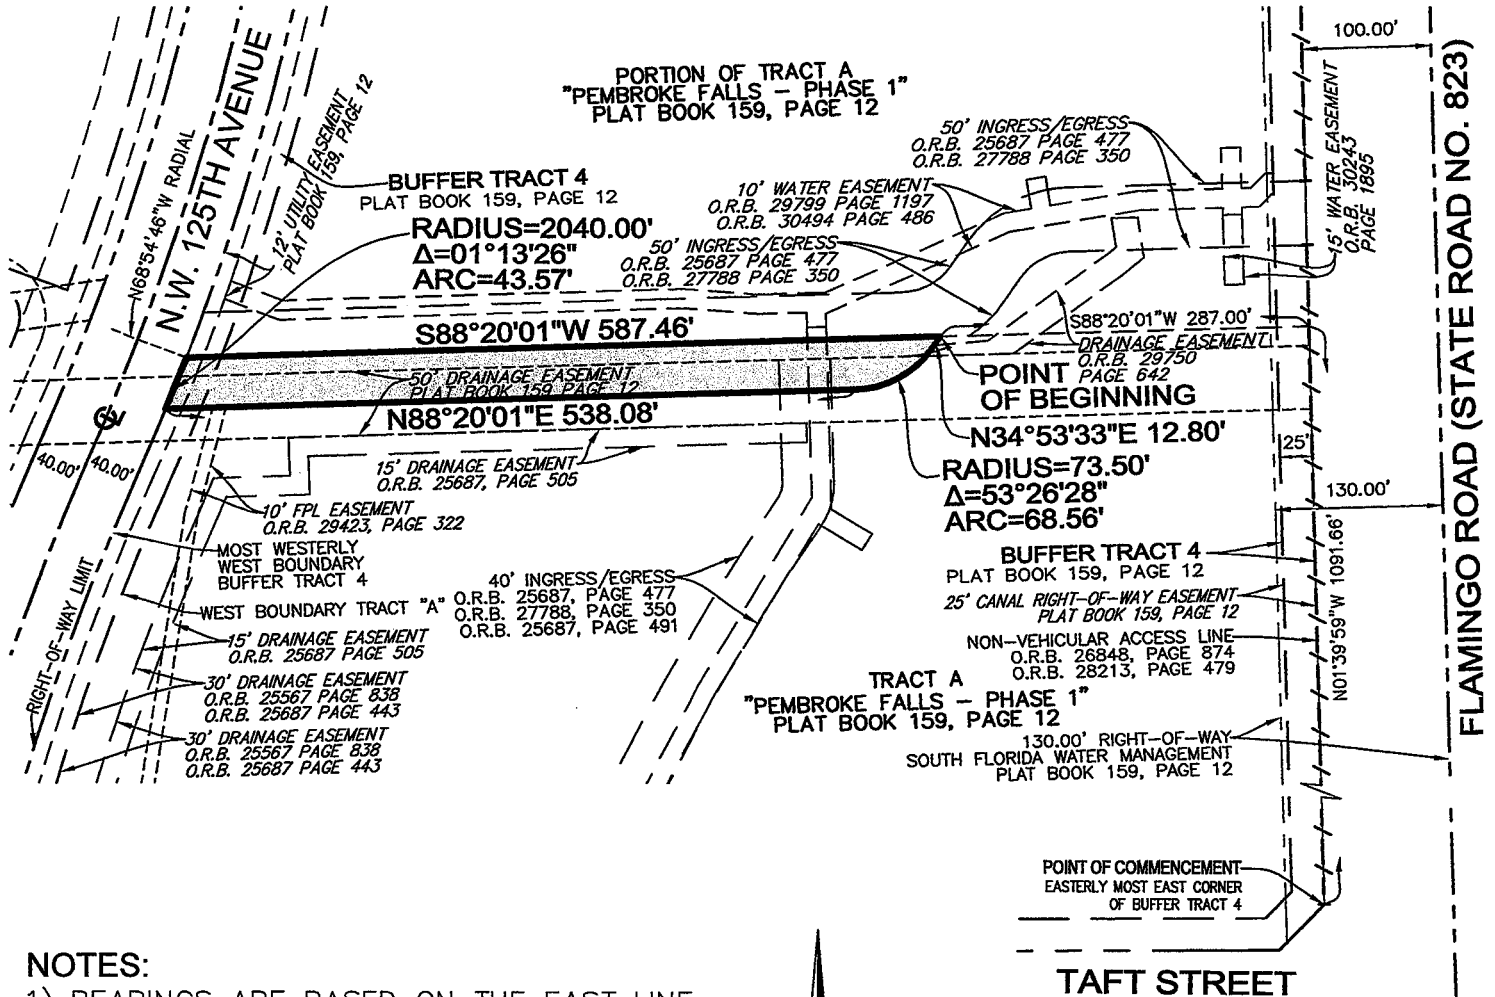 PORTION OF TRACT A
"PEMBROKE FALLS – PHASE 1"
PLAT BOOK 159, PAGE 12
100.00'
FLAMINGO ROAD (STATE ROAD NO. 823)
15' WATER EASEMENT
O.R.B. 30243
PAGE 1895
50' INGRESS/EGRESS
O.R.B. 25687 PAGE 477
O.R.B. 27788 PAGE 350
N.W. 125TH AVENUE
N68°54'46"W RADIAL
12' UTILITY EASEMENT
PLAT BOOK 159, PAGE 12
BUFFER TRACT 4
PLAT BOOK 159, PAGE 12
RADIUS=2040.00'
Δ=01°13'26"
ARC=43.57'
10' WATER EASEMENT
O.R.B. 29799 PAGE 1197
O.R.B. 30494 PAGE 486
50' INGRESS/EGRESS
O.R.B. 25687 PAGE 477
O.R.B. 27788 PAGE 350
S88°20'01"W 587.46'
S88°20'01"W 287.00'
DRAINAGE EASEMENT
O.R.B. 29750
PAGE 642
50' DRAINAGE EASEMENT
PLAT BOOK 159 PAGE 12
POINT
OF BEGINNING
N88°20'01"E 538.08'
N34°53'33"E 12.80'
RADIUS=73.50'
Δ=53°26'28"
ARC=68.56'
40.00'
40.00'
25'
130.00'
15' DRAINAGE EASEMENT
O.R.B. 25687, PAGE 505
10' FPL EASEMENT
O.R.B. 29423, PAGE 322
MOST WESTERLY
WEST BOUNDARY
BUFFER TRACT 4
WEST BOUNDARY TRACT "A"
40' INGRESS/EGRESS
O.R.B. 25687, PAGE 477
O.R.B. 27788, PAGE 350
O.R.B. 25687, PAGE 491
BUFFER TRACT 4
PLAT BOOK 159, PAGE 12
25' CANAL RIGHT-OF-WAY EASEMENT
PLAT BOOK 159, PAGE 12
NON-VEHICULAR ACCESS LINE
O.R.B. 26848, PAGE 874
O.R.B. 28213, PAGE 479
N01°39'59"W 1091.66'
RIGHT-OF-WAY LIMIT
15' DRAINAGE EASEMENT
O.R.B. 25687 PAGE 505
30' DRAINAGE EASEMENT
O.R.B. 25567 PAGE 838
O.R.B. 25687 PAGE 443
30' DRAINAGE EASEMENT
O.R.B. 25567 PAGE 838
O.R.B. 25687 PAGE 443
TRACT A
"PEMBROKE FALLS – PHASE 1"
PLAT BOOK 159, PAGE 12
130.00' RIGHT-OF-WAY
SOUTH FLORIDA WATER MANAGEMENT
PLAT BOOK 159, PAGE 12
POINT OF COMMENCEMENT
EASTERLY MOST EAST CORNER
OF BUFFER TRACT 4
TAFT STREET
NOTES:
1) BEARINGS ARE BASED ON THE EAST LINE